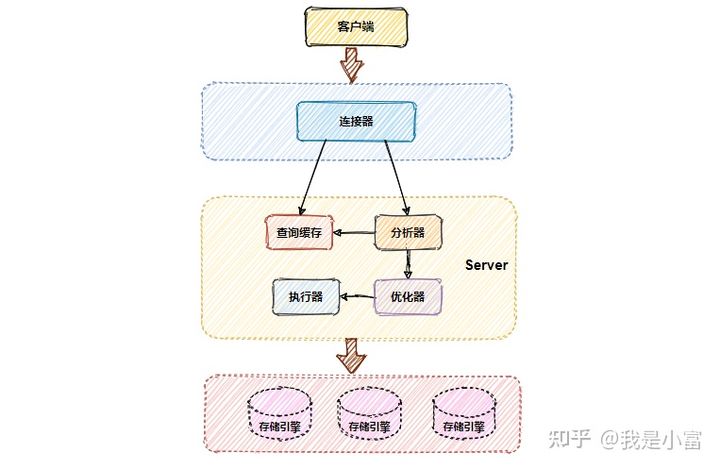 客户端
连接器
查询缓存
分析器
Server
执行器
优化器
存储引擎
存储引擎
存储引擎
知乎 @我是小富